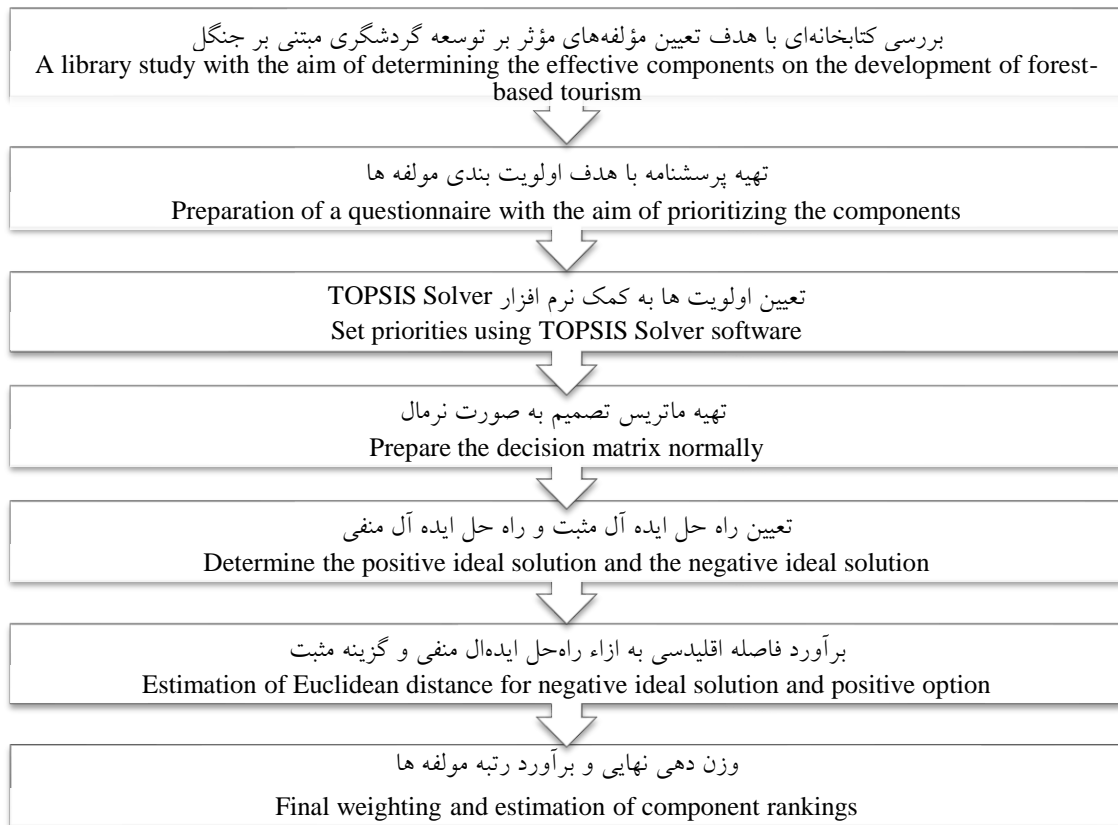 بررسی کتابخانه‌ای با هدف تعیین مؤلفه‌های مؤثر بر توسعه گردشگری مبتنی بر جنگل
A library study with the aim of determining the effective components on the development of forest-
based tourism
تهیه پرسشنامه با هدف اولویت بندی مولفه ها
Preparation of a questionnaire with the aim of prioritizing the components
تعیین اولویت ها به کمک نرم افزار TOPSIS Solver
Set priorities using TOPSIS Solver software
تهیه ماتریس تصمیم به صورت نرمال
Prepare the decision matrix normally
تعیین راه حل ایده آل مثبت و راه حل ایده آل منفی
Determine the positive ideal solution and the negative ideal solution
برآورد فاصله اقلیدسی به ازاء راه‌حل ایده‌ال منفی و گزینه مثبت
Estimation of Euclidean distance for negative ideal solution and positive option
وزن دهی نهایی و برآورد رتبه مولفه ها
Final weighting and estimation of component rankings